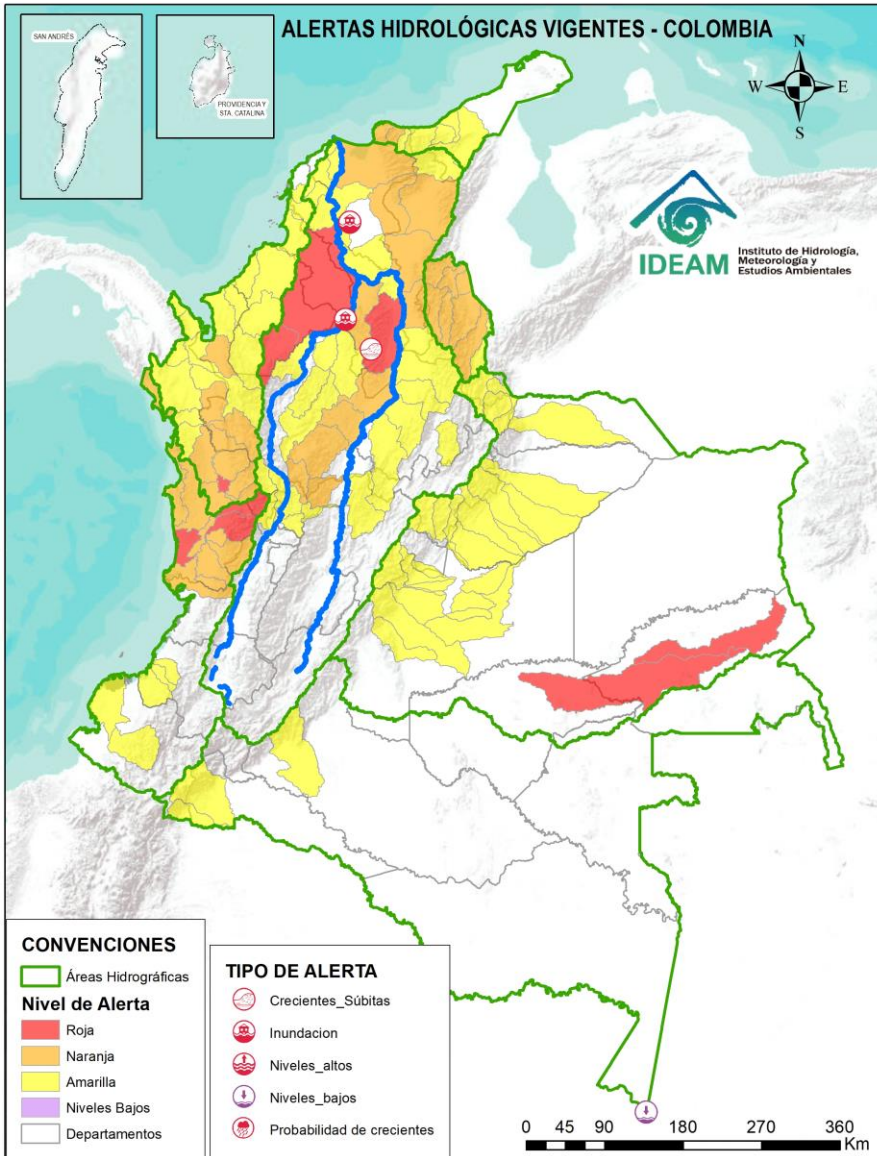 ALERTAS HIDROLÓGICAS VIGENTES - COLOMBIA
SAN ANDRÉS
PROVIDENCIA Y
STA. CATALINA
N
W
E
S
IDEAM
Instituto de Hidrología,
Meteorología y
Estudios Ambientales
CONVENCIONES
Áreas Hidrográficas
Nivel de Alerta
Roja
Naranja
Amarilla
Niveles Bajos
Departamentos
TIPO DE ALERTA
Crecientes_Súbitas
Inundacion
Niveles_altos
Niveles_bajos
Probabilidad de crecientes
0 45 90 180 270 360
Km